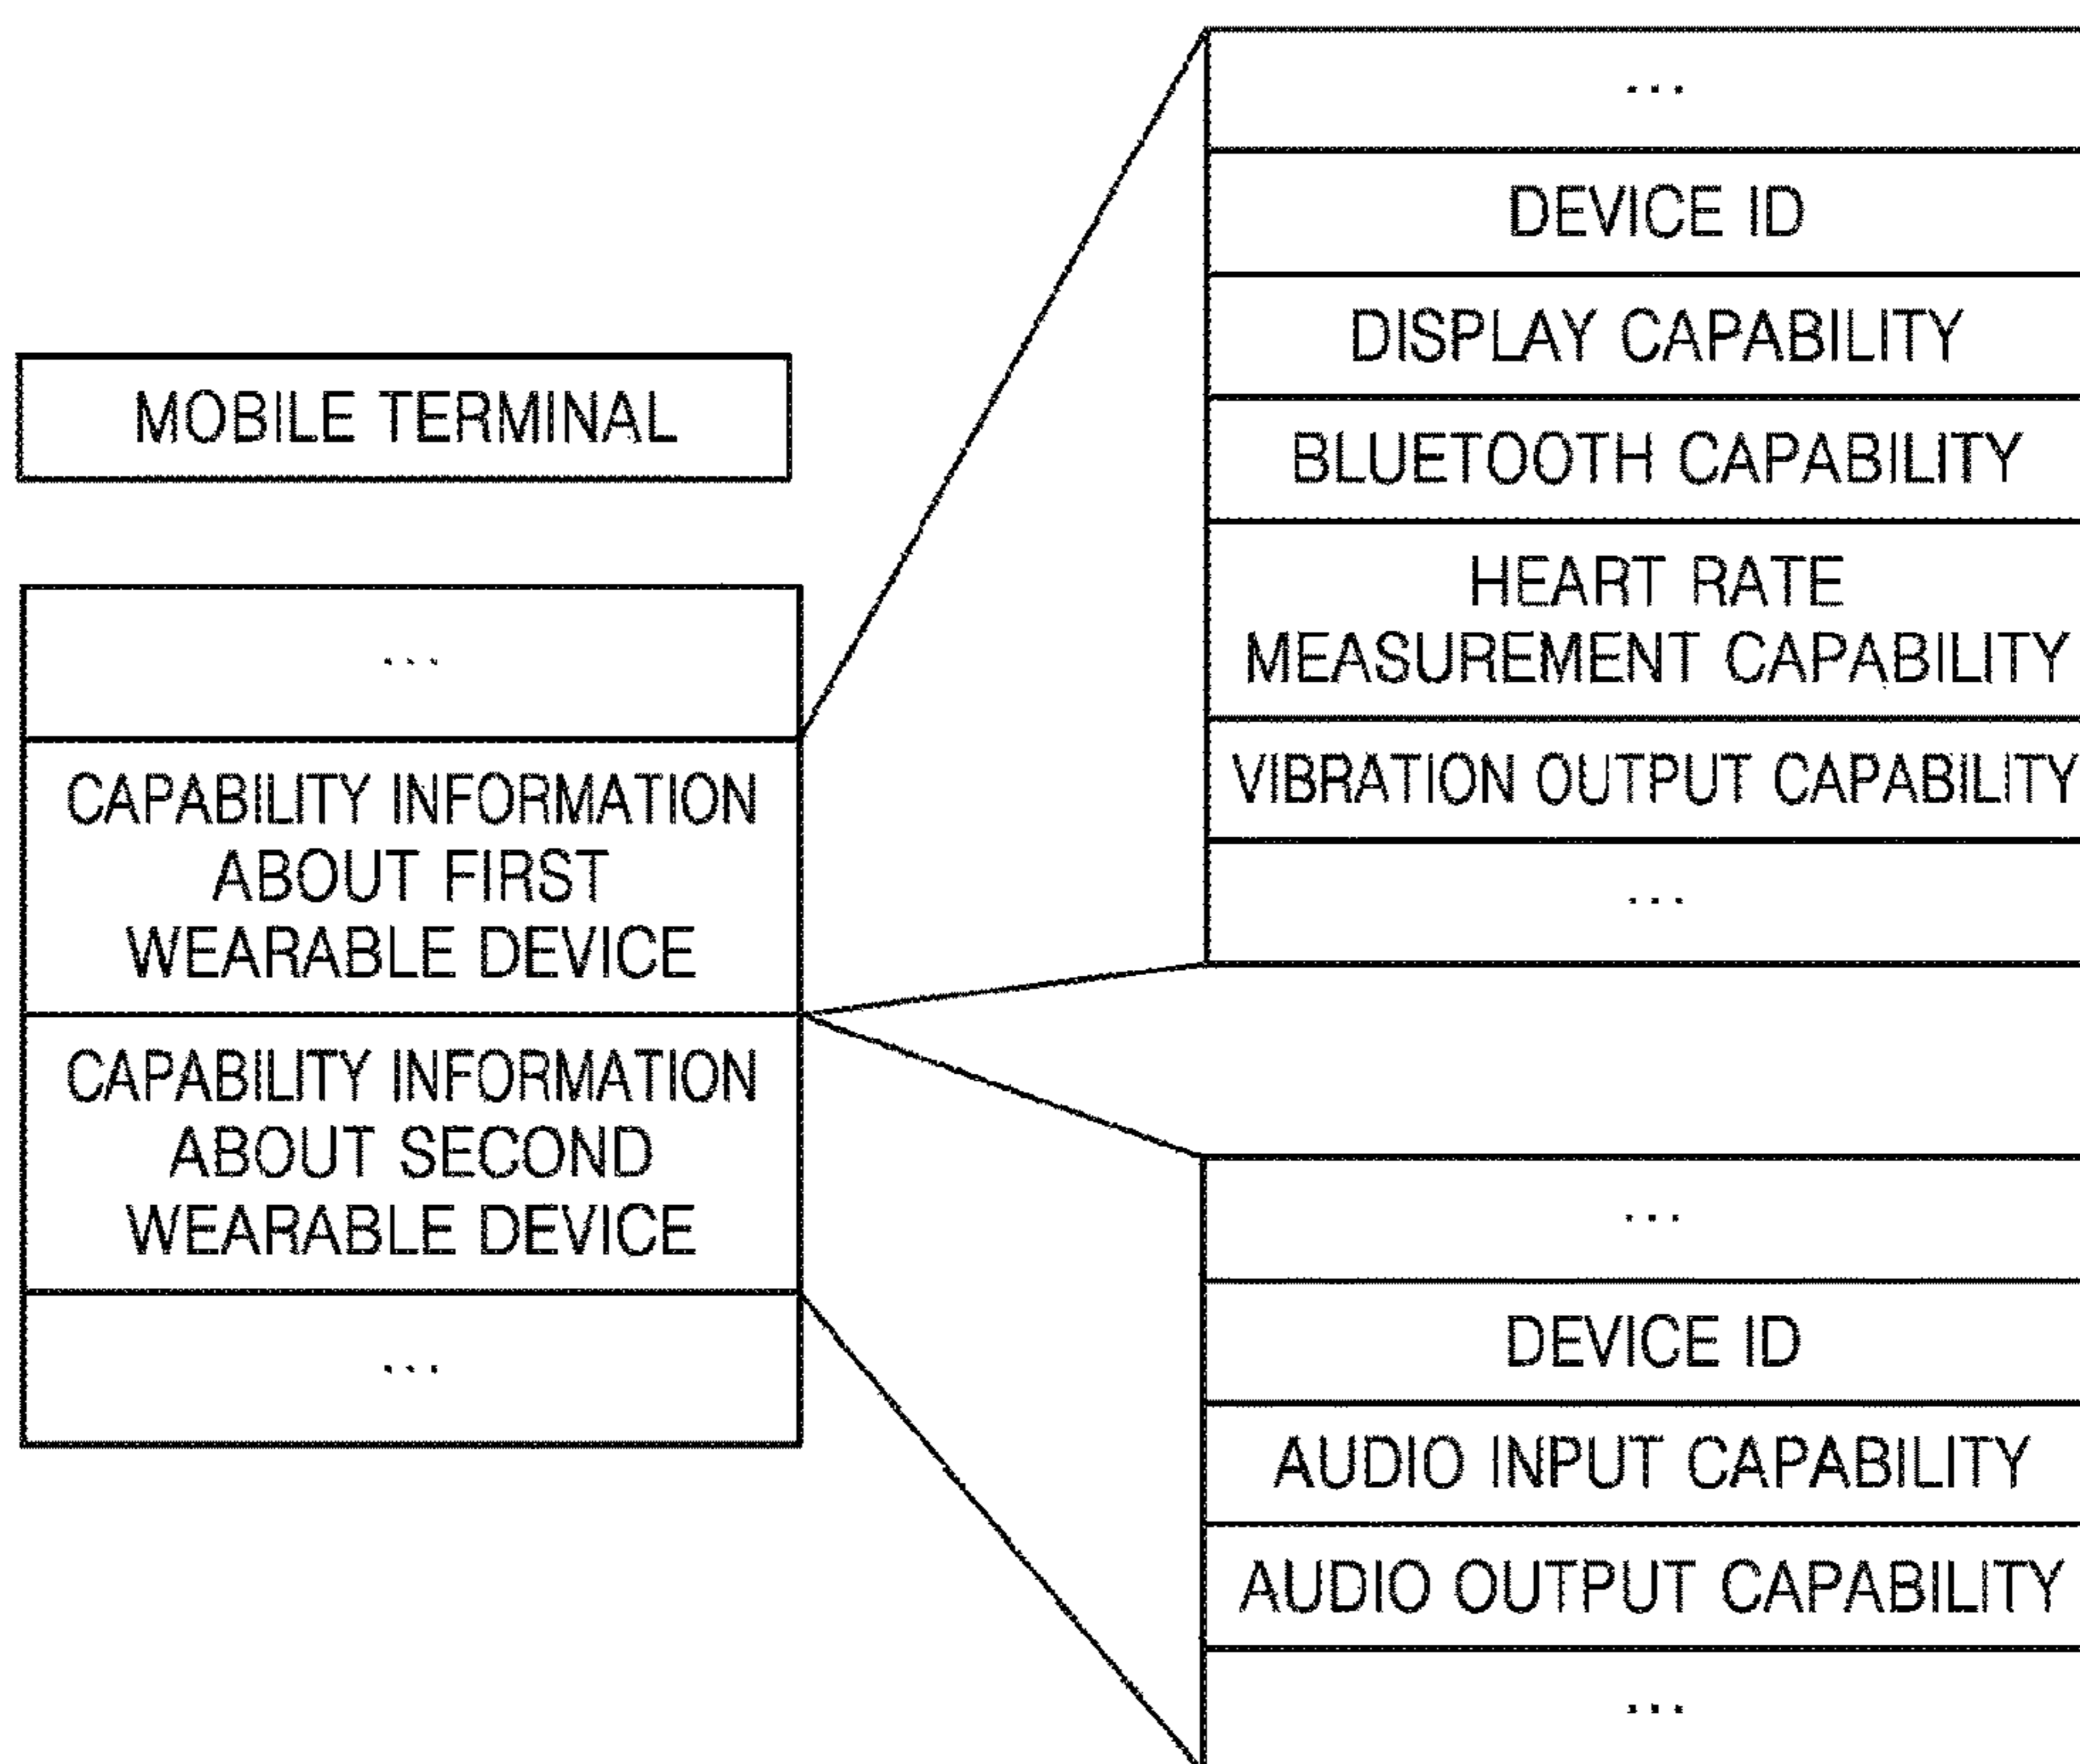 MOBILE TERMINAL
...
CAPABILITY INFORMATION
ABOUT FIRST
WEARABLE DEVICE
CAPABILITY INFORMATION
ABOUT SECOND
WEARABLE DEVICE
...
...
DEVICE ID
DISPLAY CAPABILITY
BLUETOOTH CAPABILITY
HEART RATE
MEASUREMENT CAPABILITY
VIBRATION OUTPUT CAPABILITY
...
...
DEVICE ID
AUDIO INPUT CAPABILITY
AUDIO OUTPUT CAPABILITY
...